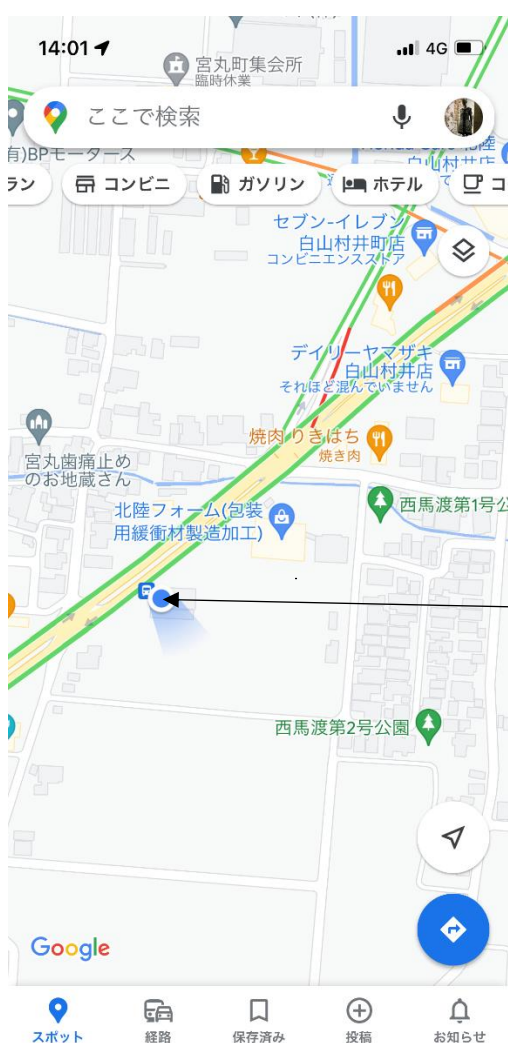 14:01
4G
宮丸町集会所
臨時休業
ここで検索
有)BPモータース
白山村井店
ラン
コンビニ
ガソリン
ホテル
コ
セブン-イレブン
白山村井町店
コンビニエンスストア
デイリーヤマザキ
白山村井店
それほど混んでいません
焼肉 りきはち
焼き肉
宮丸歯痛止め
のお地蔵さん
北陸フォーム(包装
用緩衝材製造加工)
西馬渡第1号公
西馬渡第2号公園
Google
スポット
経路
保存済み
投稿
お知らせ